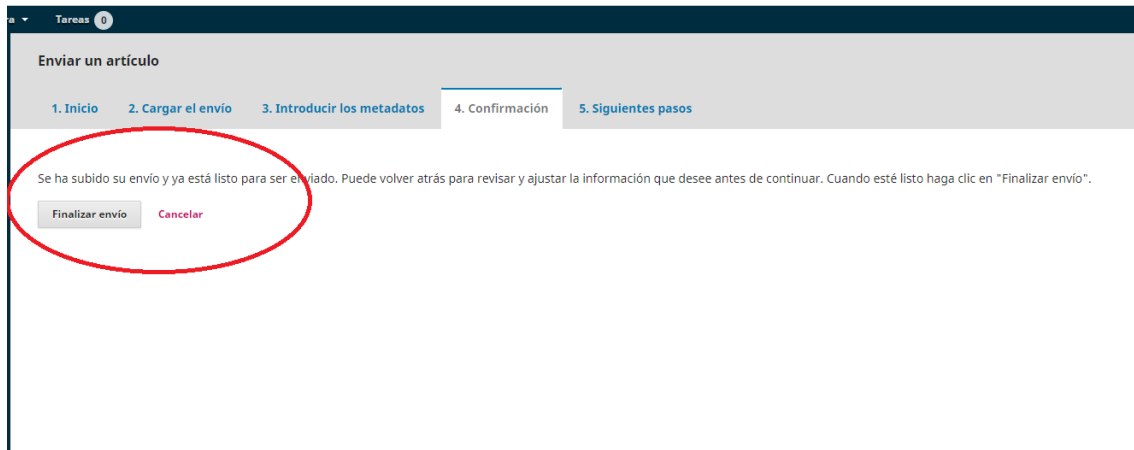 ra Tareas 0
Enviar un artículo
1. Inicio 2. Cargar el envío 3. Introducir los metadatos 4. Confirmación 5. Siguientes pasos
Se ha subido su envío y ya está listo para ser enviado. Puede volver atrás para revisar y ajustar la información que desee antes de continuar. Cuando esté listo haga clic en "Finalizar envío".
Finalizar envío Cancelar